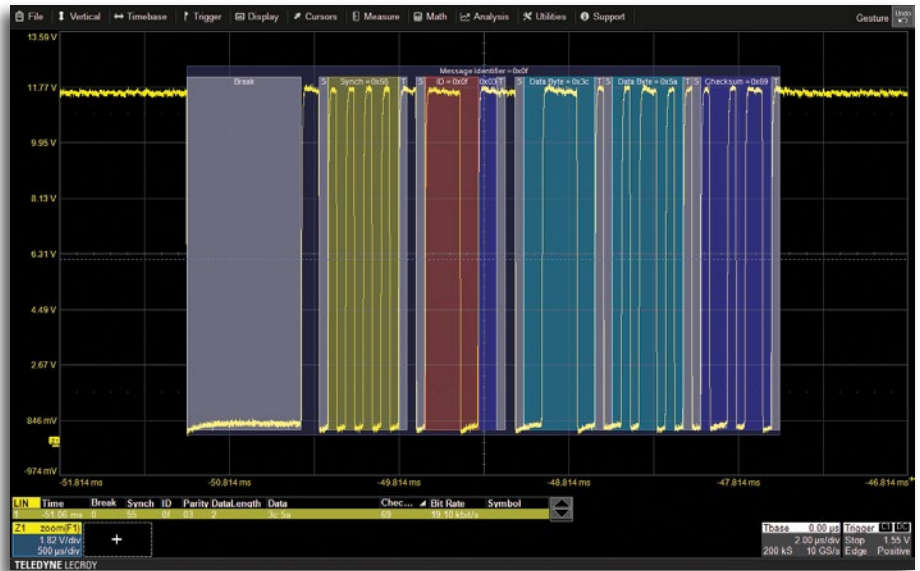 File Vertical Timebase Trigger Display Cursors Measure Math Analysis Utilities Support Gesture Undo
13.59 V
Message Identifier = 0x0f
Break S Synch = 0x55 T S ID = 0x0f 0x03 T S Data Byte = 0x3c T S Data Byte = 0x5a T S Checksum = 0x69 T
11.77 V
9.95 V
8.13 V
6.31 V
4.49 V
2.67 V
846 mV
Z1
-974 mV
-51.814 ms -50.814 ms -49.814 ms -48.814 ms -47.814 ms -46.814 ms
LIN Time Break Synch ID Parity DataLength Data Chec... Bit Rate Symbol
1 -51.06 ms 0 55 0f 03 2 3c 5a 69 19.10 kbit/s
Z1 zoom(F1)
1.82 V/div
500 µs/div
+
Tbase 0.00 µs Trigger C1 DC
2.00 µs/div Stop 1.55 V
200 kS 10 GS/s Edge Positive
TELEDYNE LECROY